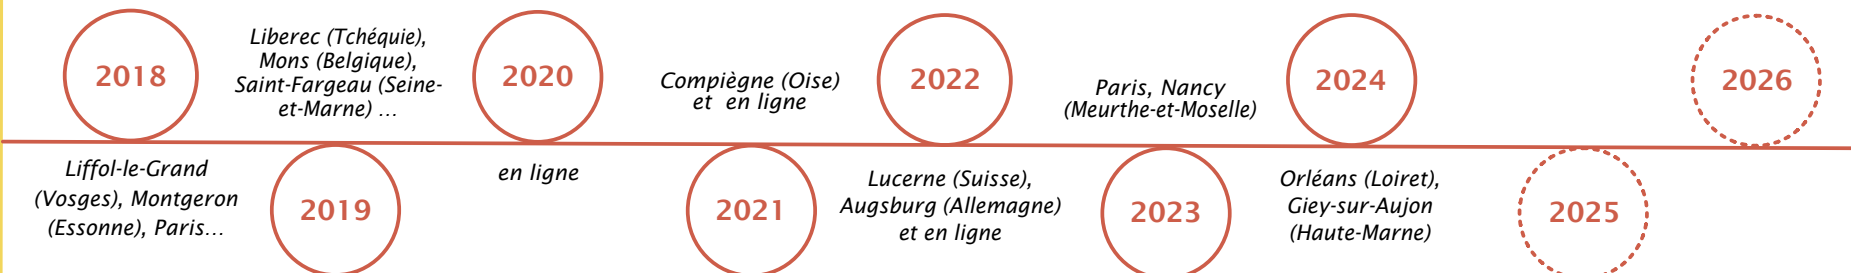 2018
Liffol-le-Grand
(Vosges), Montgeron
(Essonne), Paris...
Liberec (Tchéquie),
Mons (Belgique),
Saint-Fargeau (Seine-
et-Marne) ...
2019
2020
en ligne
Compiègne (Oise)
et en ligne
2021
2022
Lucerne (Suisse),
Augsburg (Allemagne)
et en ligne
Paris, Nancy
(Meurthe-et-Moselle)
2023
2024
Orléans (Loiret),
Giey-sur-Aujon
(Haute-Marne)
2025
2026